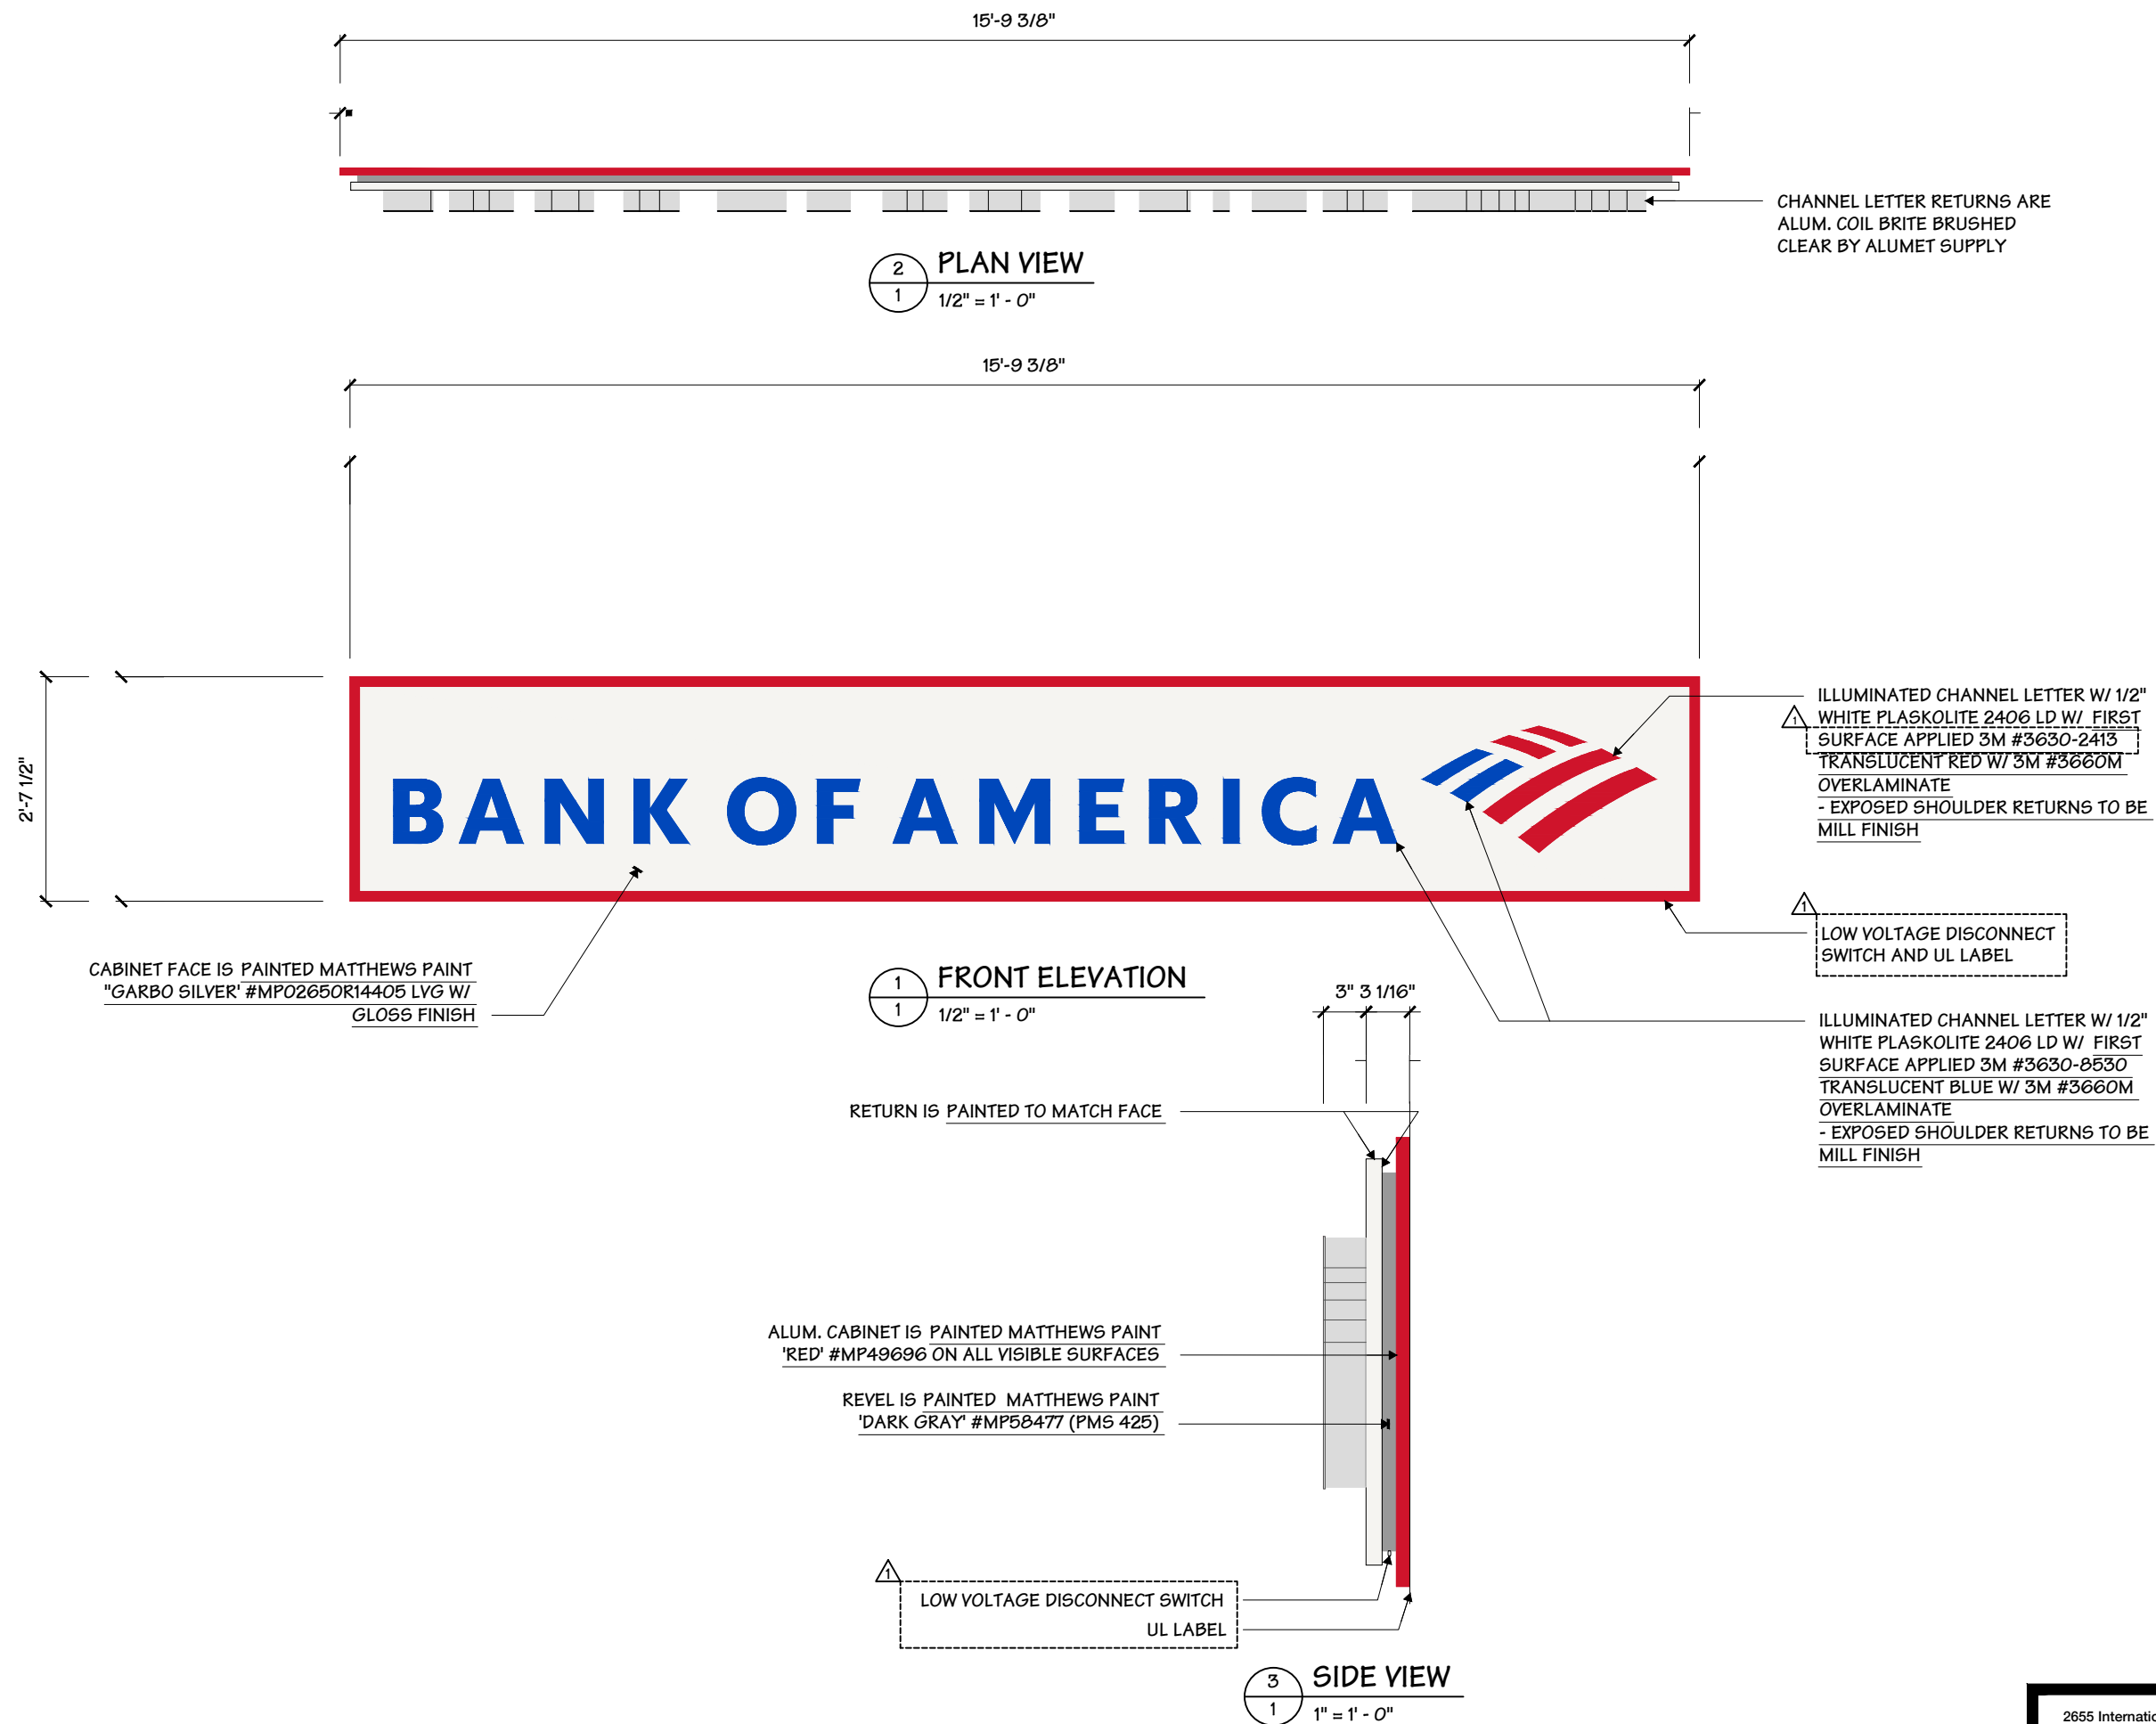 15'-9 3/8"
CHANNEL LETTER RETURNS ARE
ALUM. COIL BRITE BRUSHED
CLEAR BY ALUMET SUPPLY
2
1
PLAN VIEW
1/2" = 1' - 0"
15'-9 3/8"
2'-7 1/2"
BANK OF AMERICA
ILLUMINATED CHANNEL LETTER W/ 1/2"
1
WHITE PLASKOLITE 2406 LD W/ FIRST
SURFACE APPLIED 3M #3630-2413
TRANSLUCENT RED W/ 3M #3660M
OVERLAMINATE
- EXPOSED SHOULDER RETURNS TO BE
MILL FINISH
1
LOW VOLTAGE DISCONNECT
SWITCH AND UL LABEL
CABINET FACE IS PAINTED MATTHEWS PAINT
"GARBO SILVER' #MP02650R14405 LVG W/
GLOSS FINISH
1
1
FRONT ELEVATION
1/2" = 1' - 0"
3" 3 1/16"
ILLUMINATED CHANNEL LETTER W/ 1/2"
WHITE PLASKOLITE 2406 LD W/ FIRST
SURFACE APPLIED 3M #3630-8530
TRANSLUCENT BLUE W/ 3M #3660M
OVERLAMINATE
- EXPOSED SHOULDER RETURNS TO BE
MILL FINISH
RETURN IS PAINTED TO MATCH FACE
ALUM. CABINET IS PAINTED MATTHEWS PAINT
'RED' #MP49696 ON ALL VISIBLE SURFACES
REVEL IS PAINTED MATTHEWS PAINT
'DARK GRAY' #MP58477 (PMS 425)
1
LOW VOLTAGE DISCONNECT SWITCH
UL LABEL
3
1
SIDE VIEW
1" = 1' - 0"
2655